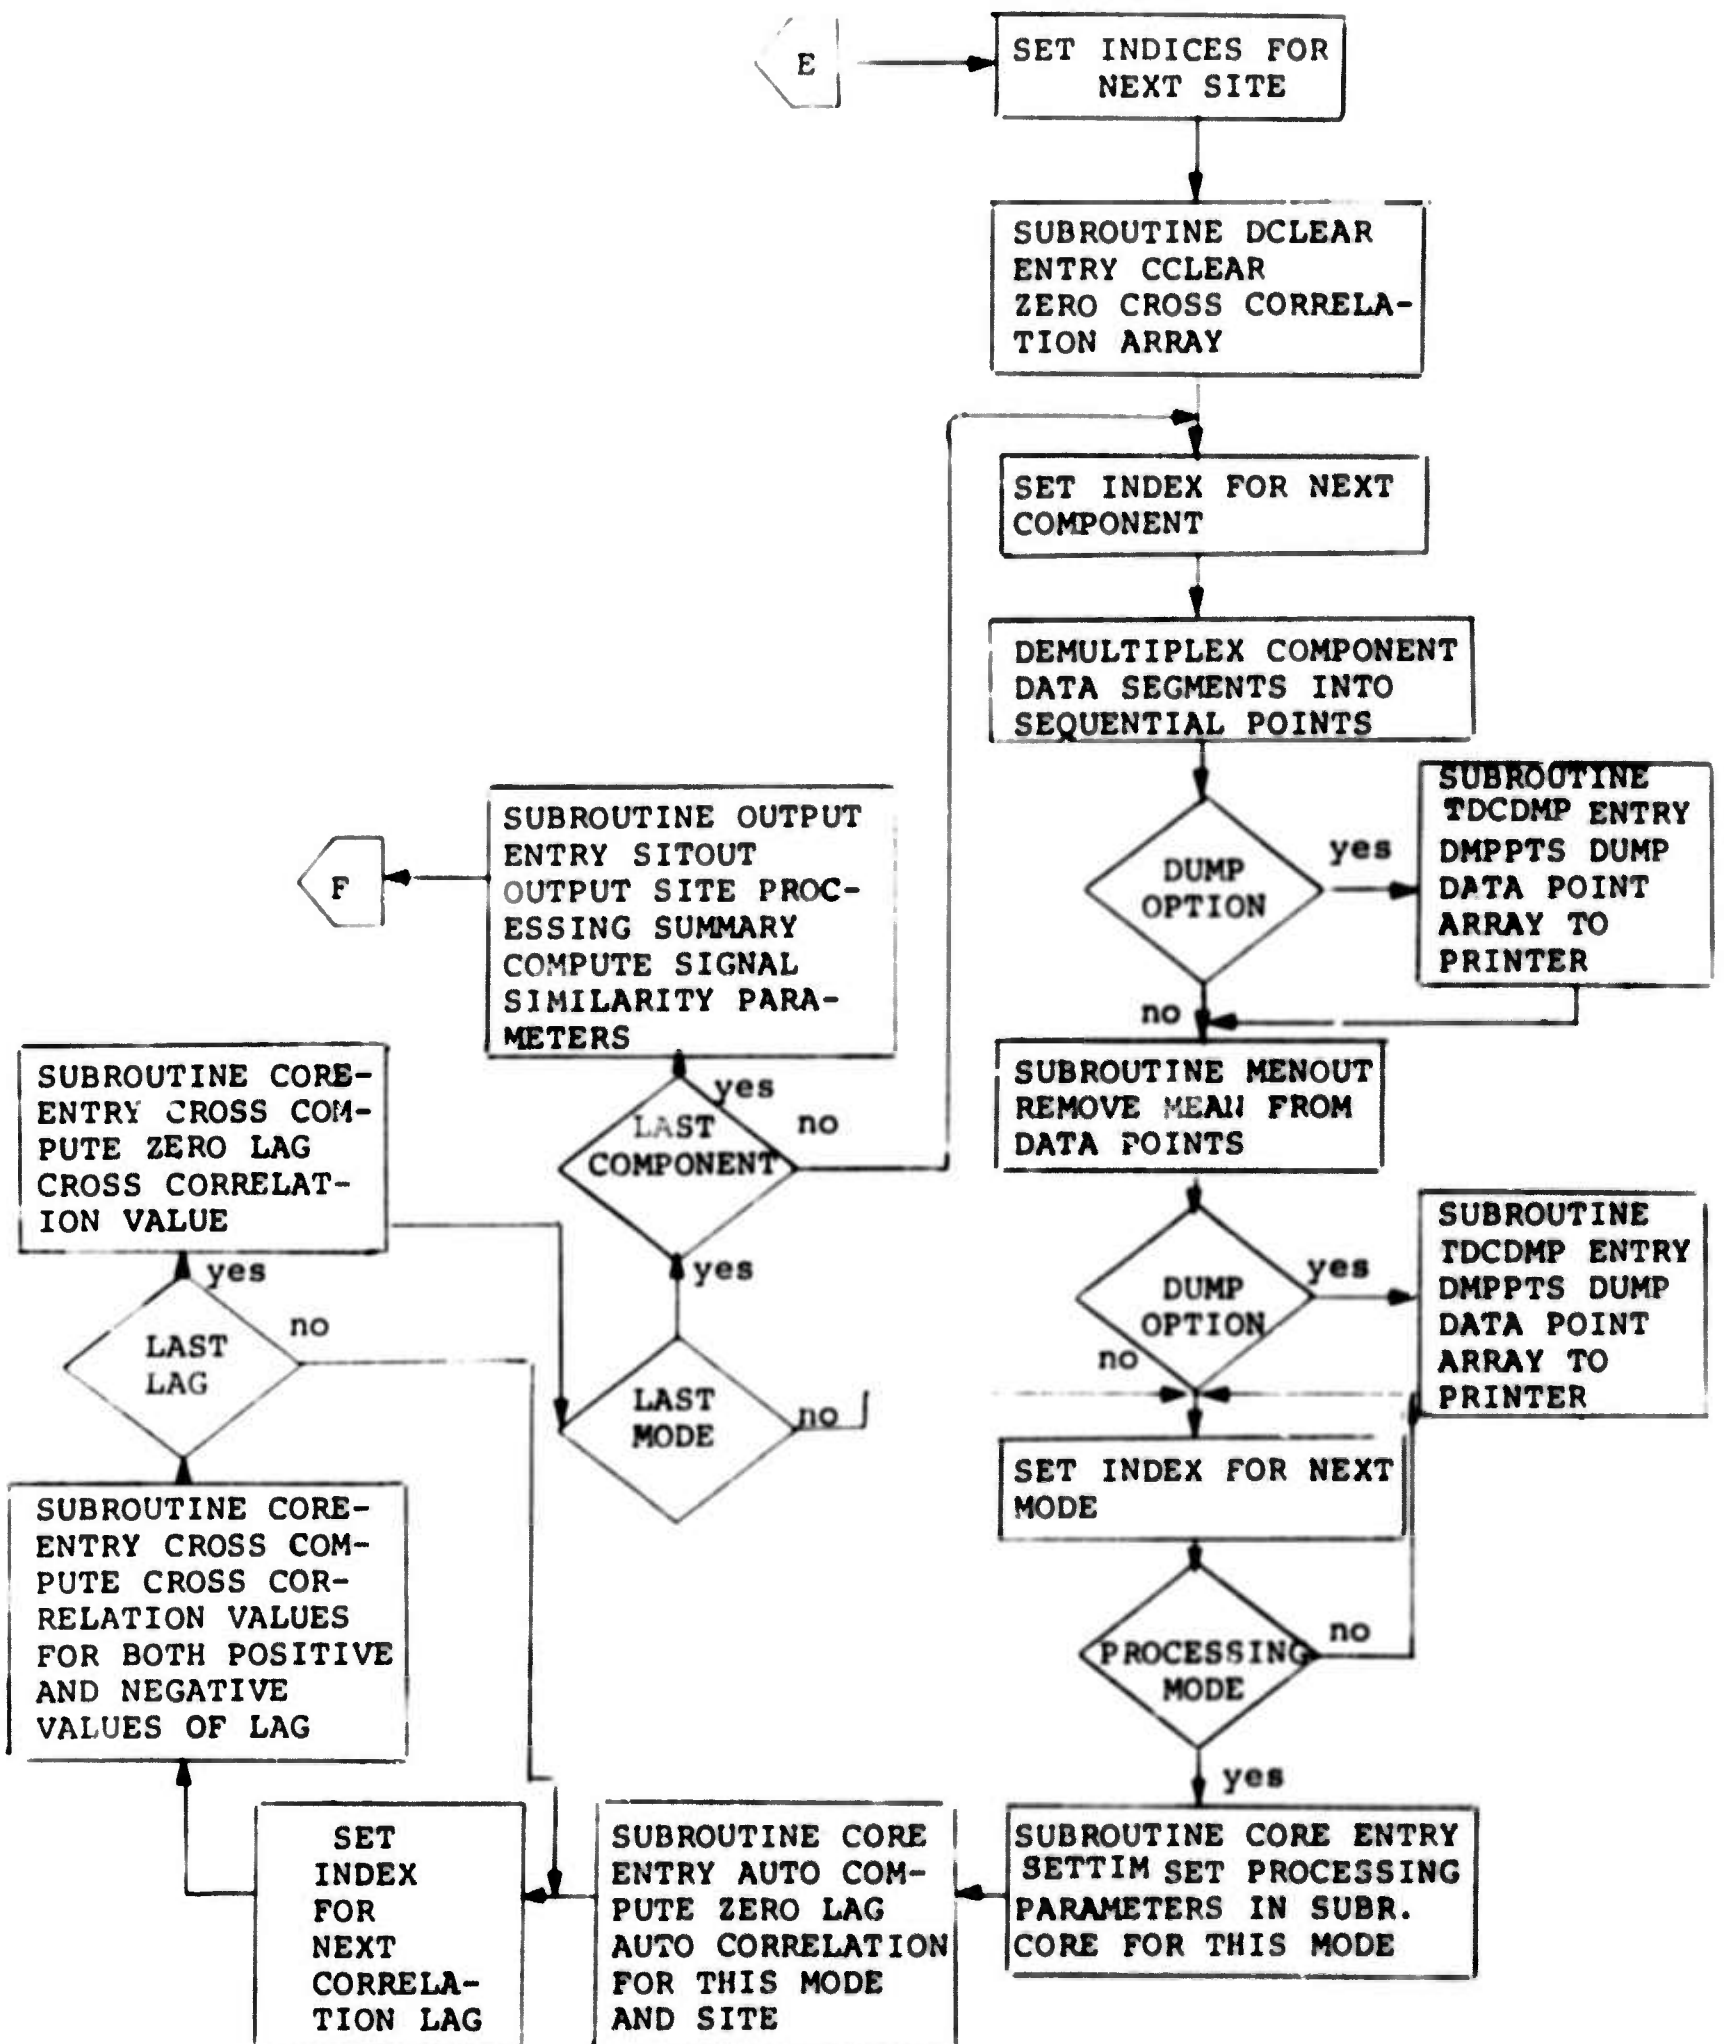 E
SET INDICES FOR
NEXT SITE
SUBROUTINE DCLEAR
ENTRY CCLEAR
ZERO CROSS CORRELA-
TION ARRAY
SET INDEX FOR NEXT
COMPONENT
DEMULTIPLEX COMPONENT
DATA SEGMENTS INTO
SEQUENTIAL POINTS
DUMP
OPTION
yes
no
SUBROUTINE
TDCDMP ENTRY
DMPPTS DUMP
DATA POINT
ARRAY TO
PRINTER
SUBROUTINE MENOUT
REMOVE MEAN FROM
DATA POINTS
DUMP
OPTION
yes
no
SUBROUTINE
TDCDMP ENTRY
DMPPTS DUMP
DATA POINT
ARRAY TO
PRINTER
SET INDEX FOR NEXT
MODE
PROCESSING
MODE
no
yes
SUBROUTINE CORE ENTRY
SETTIM SET PROCESSING
PARAMETERS IN SUBR.
CORE FOR THIS MODE
SUBROUTINE CORE
ENTRY AUTO COM-
PUTE ZERO LAG
AUTO CORRELATION
FOR THIS MODE
AND SITE
SET
INDEX
FOR
NEXT
CORRELA-
TION LAG
SUBROUTINE CORE-
ENTRY CROSS COM-
PUTE CROSS COR-
RELATION VALUES
FOR BOTH POSITIVE
AND NEGATIVE
VALUES OF LAG
LAST
LAG
yes
no
SUBROUTINE CORE-
ENTRY CROSS COM-
PUTE ZERO LAG
CROSS CORRELAT-
ION VALUE
LAST
MODE
no
yes
LAST
COMPONENT
yes
no
SUBROUTINE OUTPUT
ENTRY SITOUT
OUTPUT SITE PROC-
ESSING SUMMARY
COMPUTE SIGNAL
SIMILARITY PARA-
METERS
F